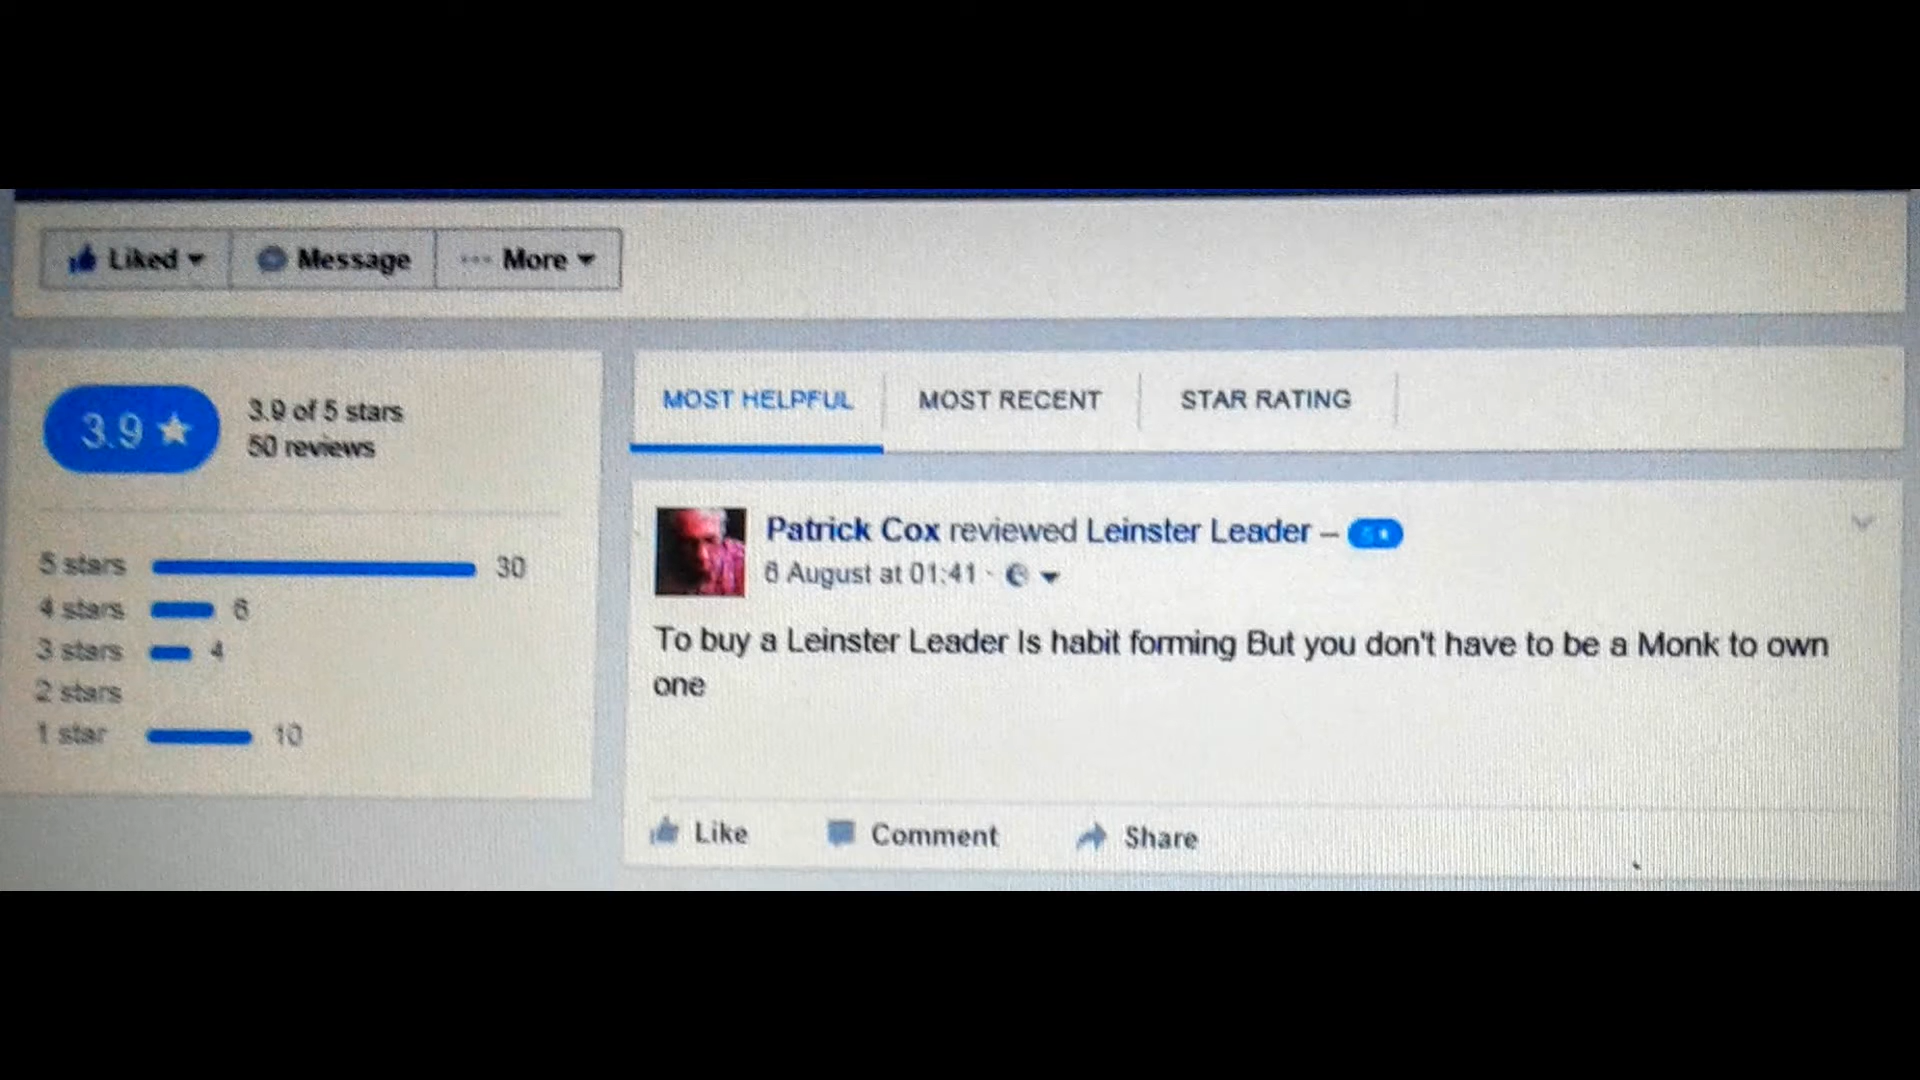 Liked Message ... More
3.9 ★ 3.9 of 5 stars
50 reviews
MOST HELPFUL MOST RECENT STAR RATING
5 stars 30
4 stars 6
3 stars 4
2 stars
1 star 10
Patrick Cox reviewed Leinster Leader – 5★
6 August at 01:41 ·
To buy a Leinster Leader Is habit forming But you don't have to be a Monk to own
one
Like Comment Share